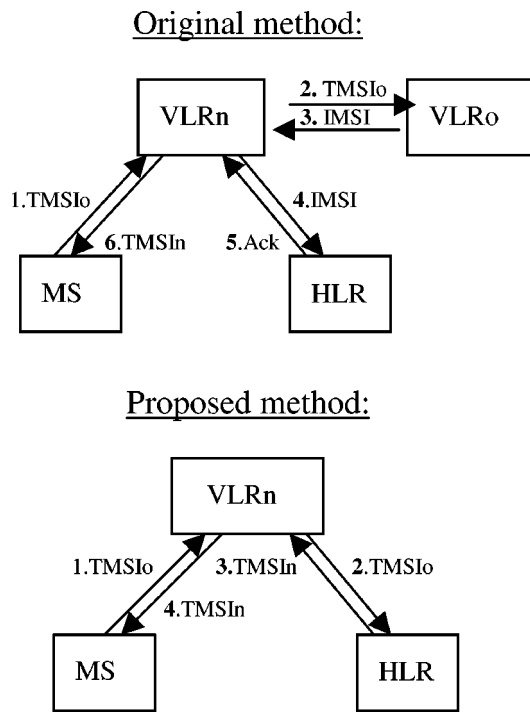 Original method:
2. TMSIo
VLRn
VLRo
3. IMSI
1.TMSIo
4.IMSI
6.TMSIn
5.Ack
MS
HLR
Proposed method:
VLRn
1.TMSIo
3.TMSIn
2.TMSIo
4.TMSIn
MS
HLR